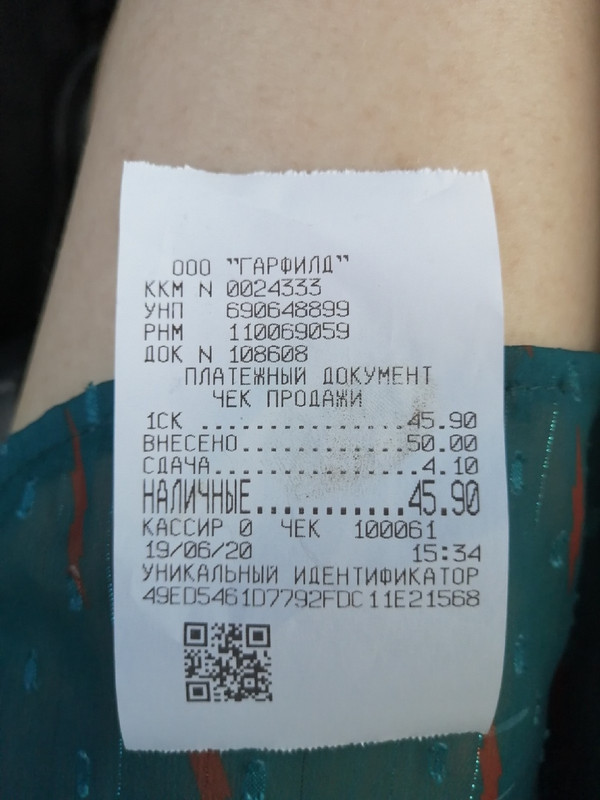 ООО "ГАРФИЛД"
ККМ N 0024333
УНП 690648899
РНМ 110069059
ДОК N 108608
ПЛАТЕЖНЫЙ ДОКУМЕНТ
ЧЕК ПРОДАЖИ
1СК ..............45.90
ВНЕСЕНО...........50.00
СДАЧА..............4.10
НАЛИЧНЫЕ............45.90
КАССИР 0 ЧЕК 100061
19/06/20 15:34
УНИКАЛЬНЫЙ ИДЕНТИФИКАТОР
49ED5461D7792FDC11E21568